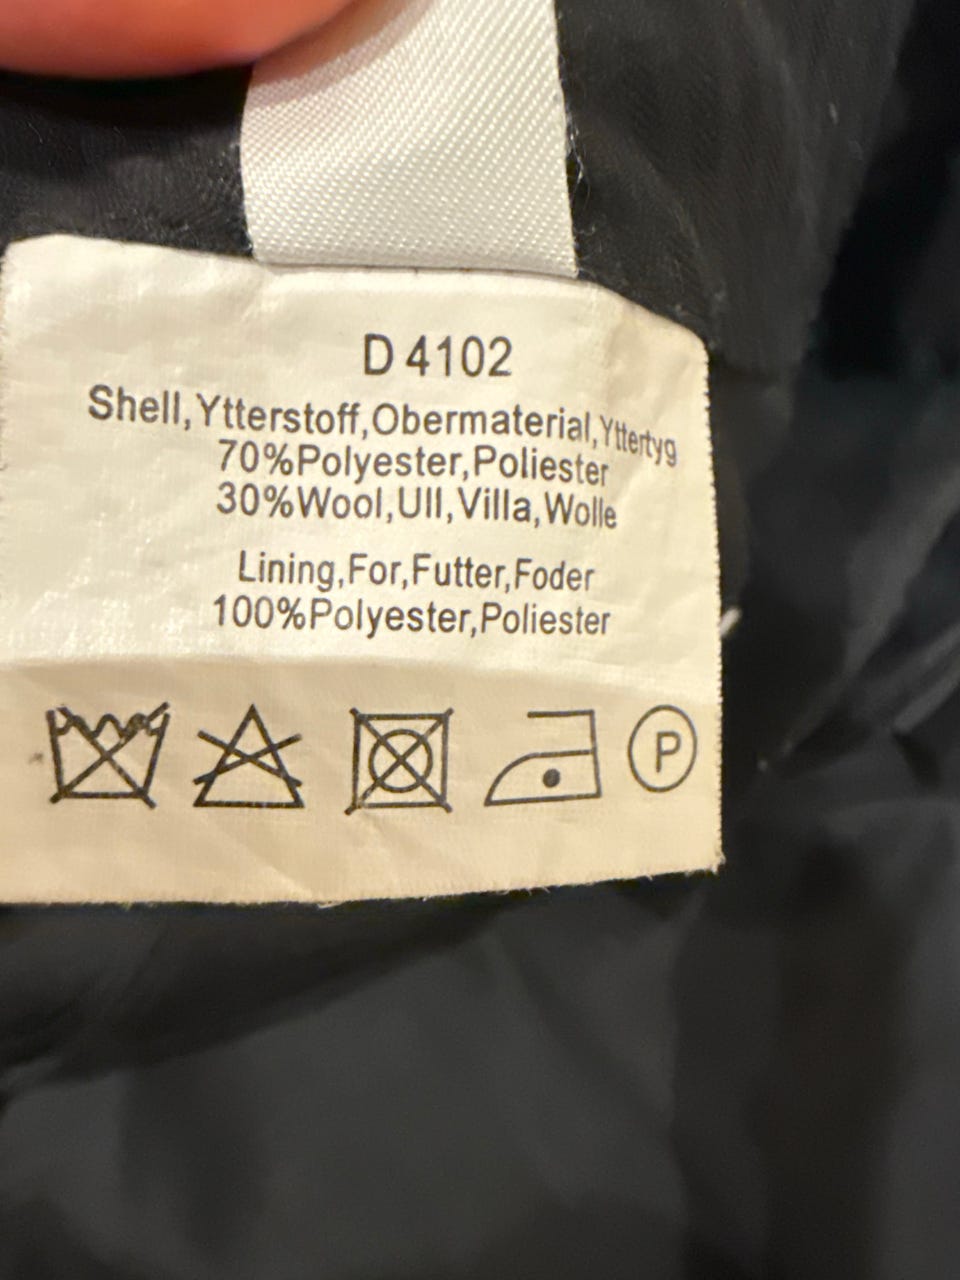 D 4102
Shell,Ytterstoff,Obermaterial,Yttertyg
70%Polyester,Poliester
30%Wool,Ull,Villa,Wolle
Lining,For,Futter,Foder
100%Polyester,Poliester
P